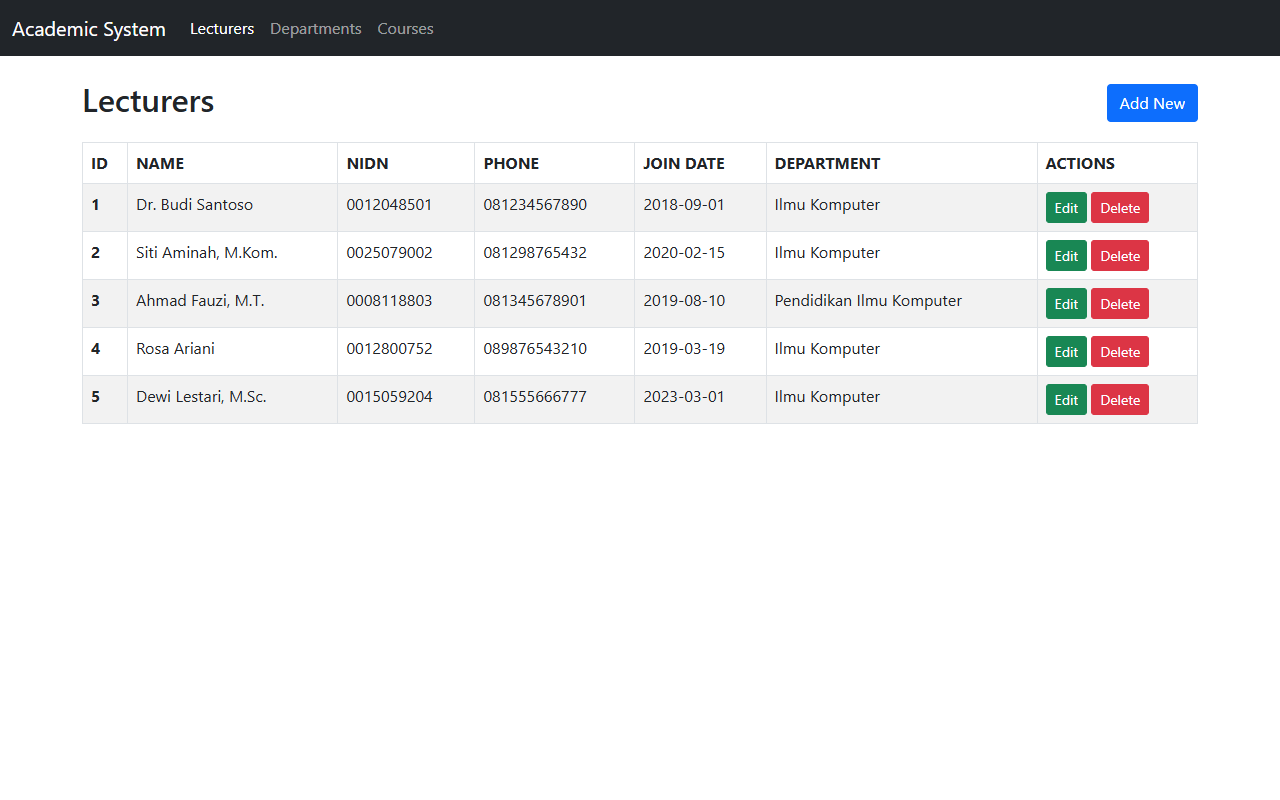 Academic System Lecturers Departments Courses
Lecturers Add New
ID NAME NIDN PHONE JOIN DATE DEPARTMENT ACTIONS
1 Dr. Budi Santoso 0012048501 081234567890 2018-09-01 Ilmu Komputer Edit Delete
2 Siti Aminah, M.Kom. 0025079002 081298765432 2020-02-15 Ilmu Komputer Edit Delete
3 Ahmad Fauzi, M.T. 0008118803 081345678901 2019-08-10 Pendidikan Ilmu Komputer Edit Delete
4 Rosa Ariani 0012800752 089876543210 2019-03-19 Ilmu Komputer Edit Delete
5 Dewi Lestari, M.Sc. 0015059204 081555666777 2023-03-01 Ilmu Komputer Edit Delete